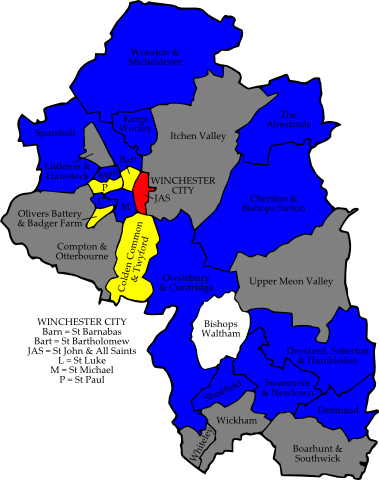 Wonston &
Micheldever
Kings
Worthy
The
Alresfords
Sparsholt
Itchen Valley
Bart
Littleton &
Harestock
Barn
P
WINCHESTER
CITY
JAS
L
M
Cheriton &
Bishops Sutton
Olivers Battery
& Badger Farm
Compton &
Otterbourne
Colden Common
& Twyford
Owslebury &
Curdridge
Upper Meon Valley
WINCHESTER CITY
Barn = St Barnabas
Bart = St Bartholomew
JAS = St John & All Saints
L = St Luke
M = St Michael
P = St Paul
Bishops
Waltham
Droxford, Soberton
& Hambledon
Shedfield
Swanmore
& Newtown
Denmead
Wickham
Whiteley
Boarhunt &
Southwick